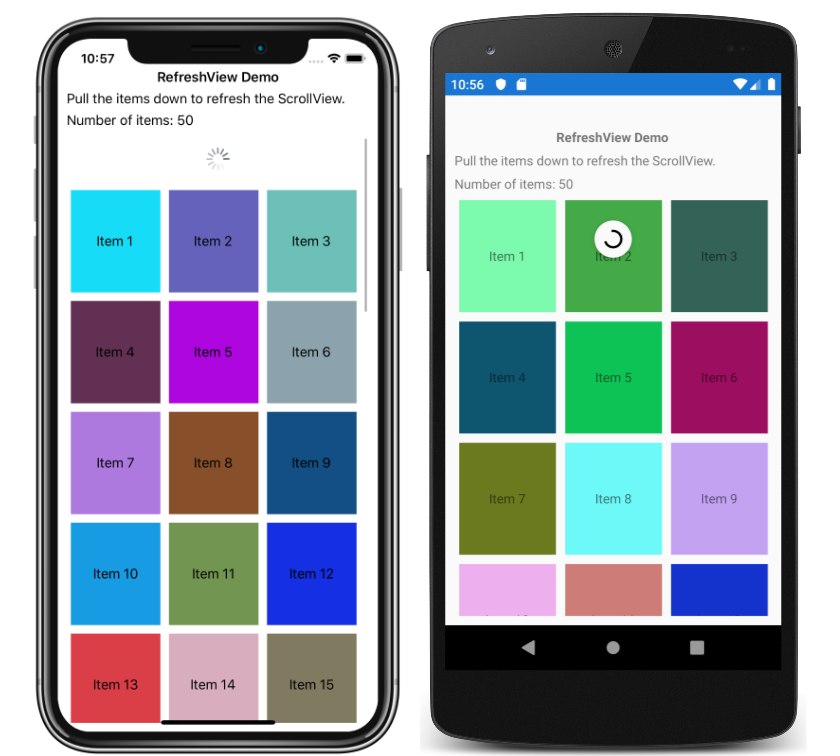 10:57
RefreshView Demo
Pull the items down to refresh the ScrollView.
Number of items: 50
Item 1
Item 2
Item 3
Item 4
Item 5
Item 6
Item 7
Item 8
Item 9
Item 10
Item 11
Item 12
Item 13
Item 14
Item 15
10:56
RefreshView Demo
Pull the items down to refresh the ScrollView.
Number of items: 50
Item 1
Item 2
Item 3
Item 4
Item 5
Item 6
Item 7
Item 8
Item 9